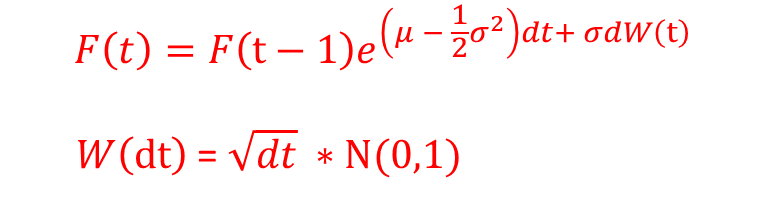 F(t) = F(t − 1)e^(μ − ½σ²)dt+ σdW(t)
W(dt) = √dt ∗ N(0,1)